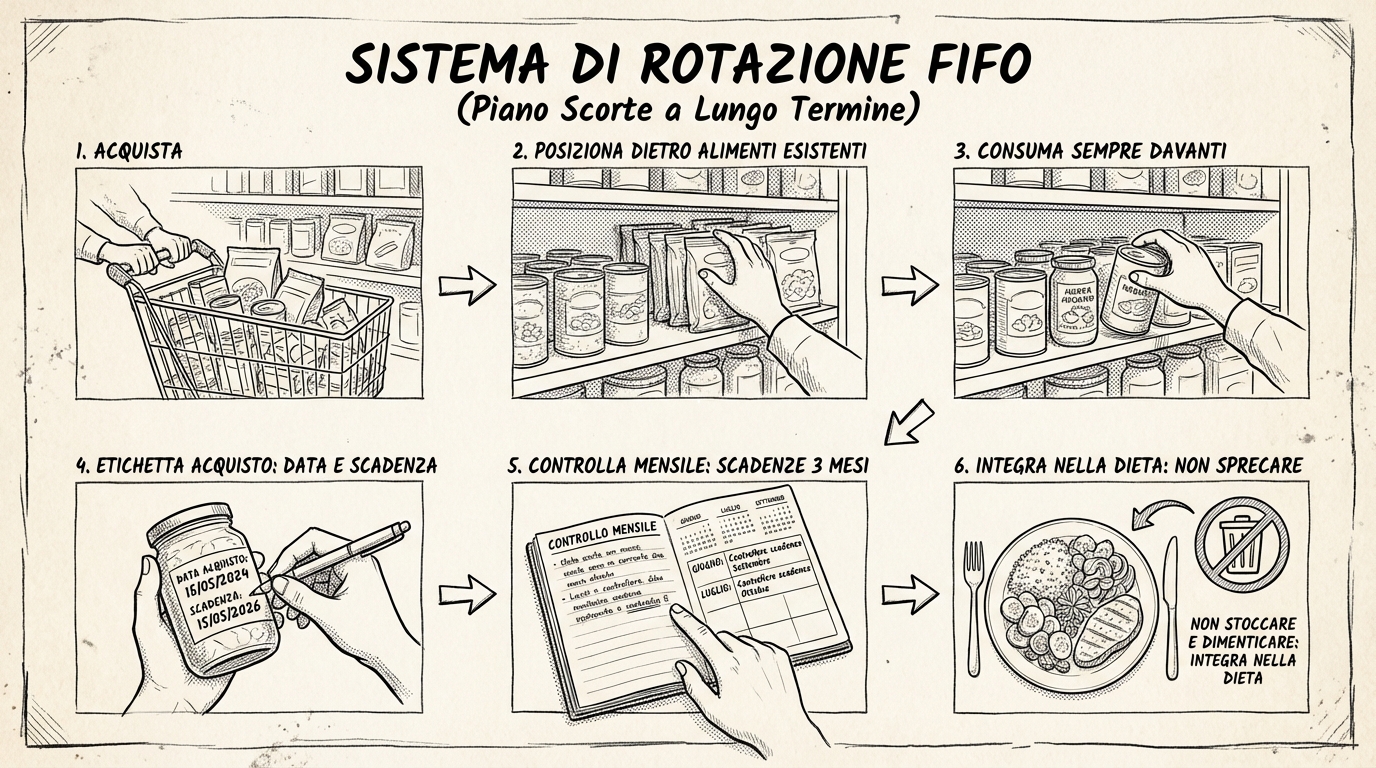 SISTEMA DI ROTAZIONE FIFO
(Piano Scorte a Lungo Termine)
1. ACQUISTA
2. POSIZIONA DIETRO ALIMENTI ESISTENTI
3. CONSUMA SEMPRE DAVANTI
4. ETICHETTA ACQUISTO: DATA E SCADENZA
DATA ACQUISTO:
15/05/2024
SCADENZA:
15/05/2026
5. CONTROLLA MENSILE: SCADENZE 3 MESI
CONTROLLO MENSILE
LUGLIO
GIUGNO:
LUGLIO:
6. INTEGRA NELLA DIETA: NON SPRECARE
NON STOCCARE
E DIMENTICARE:
INTEGRA NELLA
DIETA